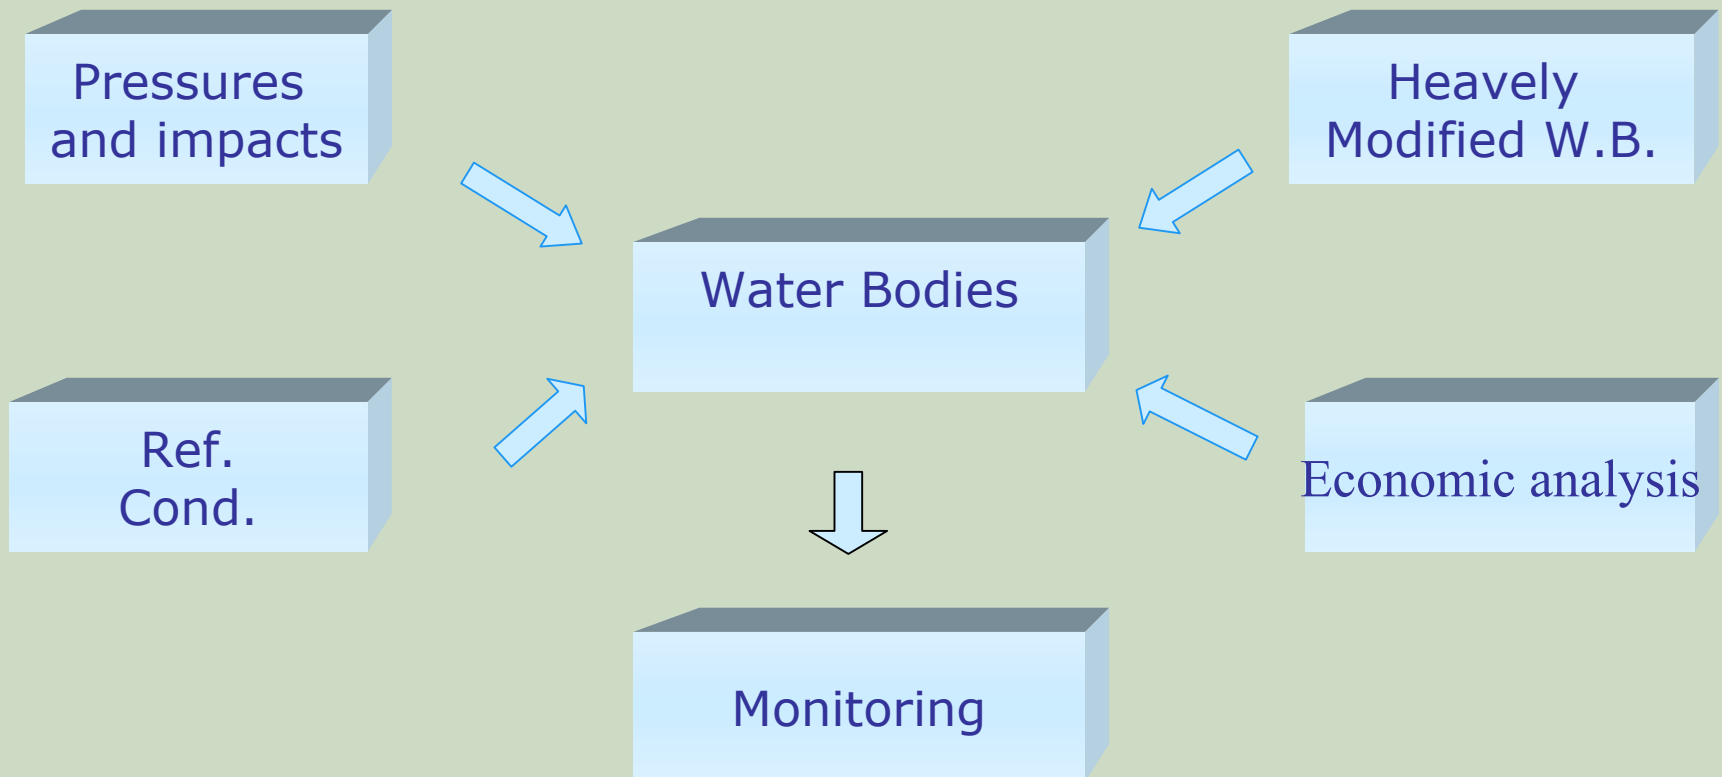 Pressures
and impacts
Heavely
Modified W.B.
Water Bodies
Ref.
Cond.
Economic analysis
Monitoring